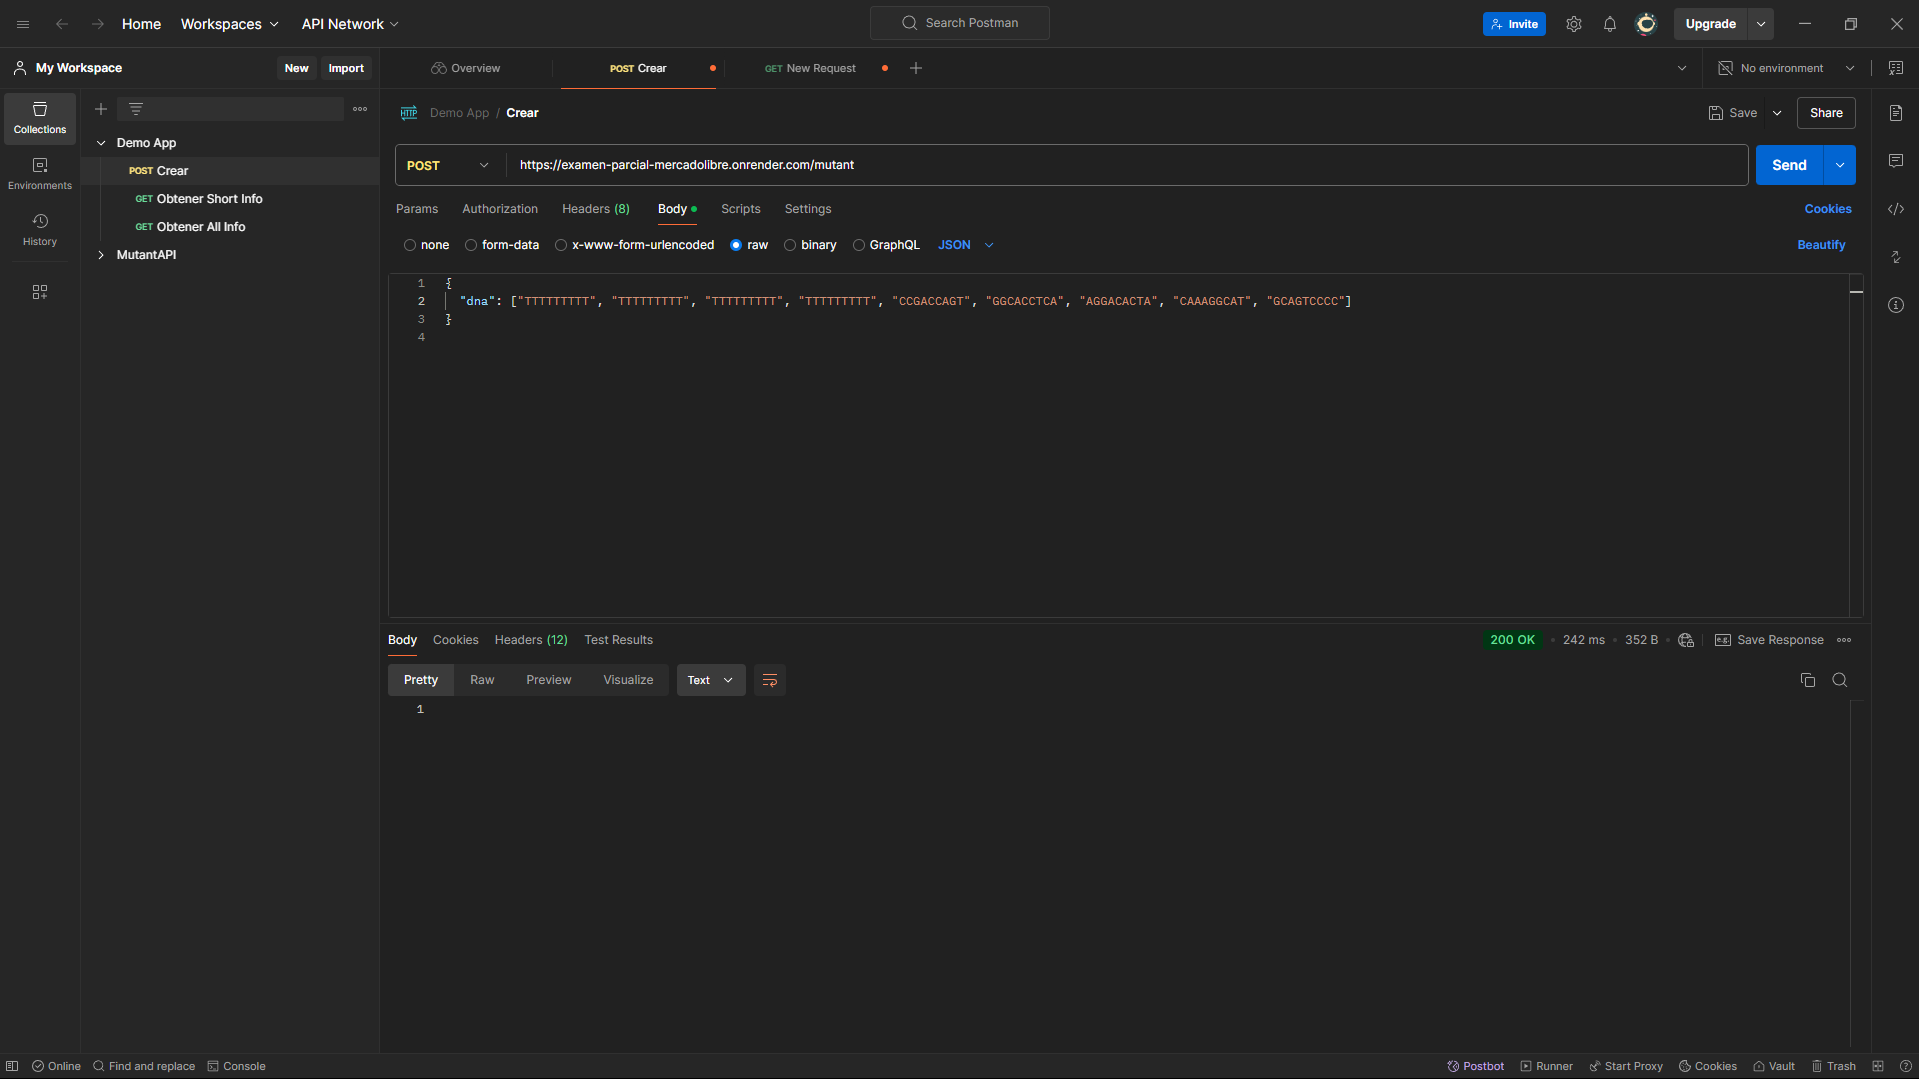 Home Workspaces API Network Search Postman Invite Upgrade
My Workspace New Import Overview POST Crear GET New Request No environment
Collections
Environments
History
Demo App
POST Crear
GET Obtener Short Info
GET Obtener All Info
MutantAPI
HTTP Demo App / Crear Save Share
POST https://examen-parcial-mercadolibre.onrender.com/mutant Send
Params Authorization Headers (8) Body Scripts Settings Cookies
none form-data x-www-form-urlencoded raw binary GraphQL JSON Beautify
1 {
2 "dna": ["TTTTTTTTT", "TTTTTTTTT", "TTTTTTTTT", "TTTTTTTTT", "CCGACCAGT", "GGCACCTCA", "AGGACACTA", "CAAAGGCAT", "GCAGTCCCC"]
3 }
4
Body Cookies Headers (12) Test Results 200 OK 242 ms 352 B e.g. Save Response
Pretty Raw Preview Visualize Text
1
Online Find and replace Console Postbot Runner Start Proxy Cookies Vault Trash